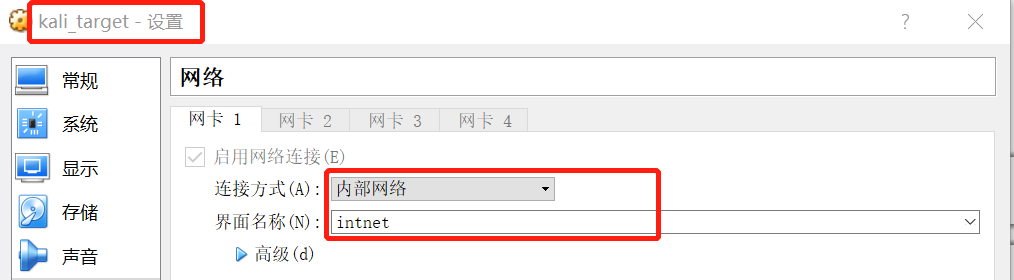 kali_target - 设置
常规
系统
显示
存储
声音
网络
网卡 1 网卡 2 网卡 3 网卡 4
启用网络连接(E)
连接方式(A): 内部网络
界面名称(N): intnet
高级(d)